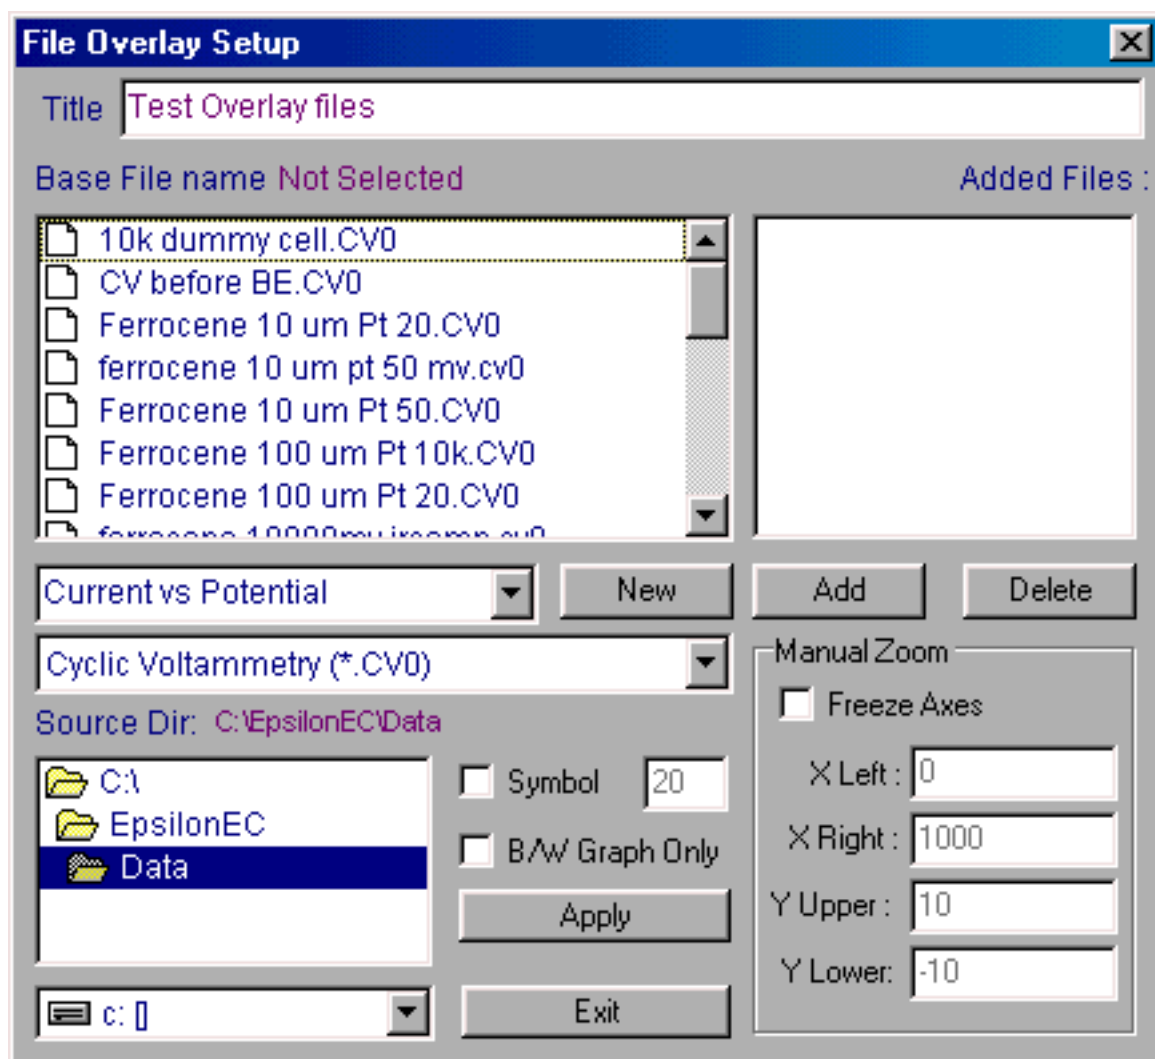 File Overlay Setup
Title Test Overlay files
Base File name Not Selected Added Files :
10k dummy cell.CV0
CV before BE.CV0
Ferrocene 10 um Pt 20.CV0
ferrocene 10 um pt 50 mv.cv0
Ferrocene 10 um Pt 50.CV0
Ferrocene 100 um Pt 10k.CV0
Ferrocene 100 um Pt 20.CV0
Current vs Potential New Add Delete
Cyclic Voltammetry (*.CV0)
Source Dir: C:\EpsilonEC\Data
C:\
EpsilonEC
Data
Symbol 20
B/W Graph Only
Apply
c: []
Exit
Manual Zoom
Freeze Axes
X Left : 0
X Right : 1000
Y Upper : 10
Y Lower: -10